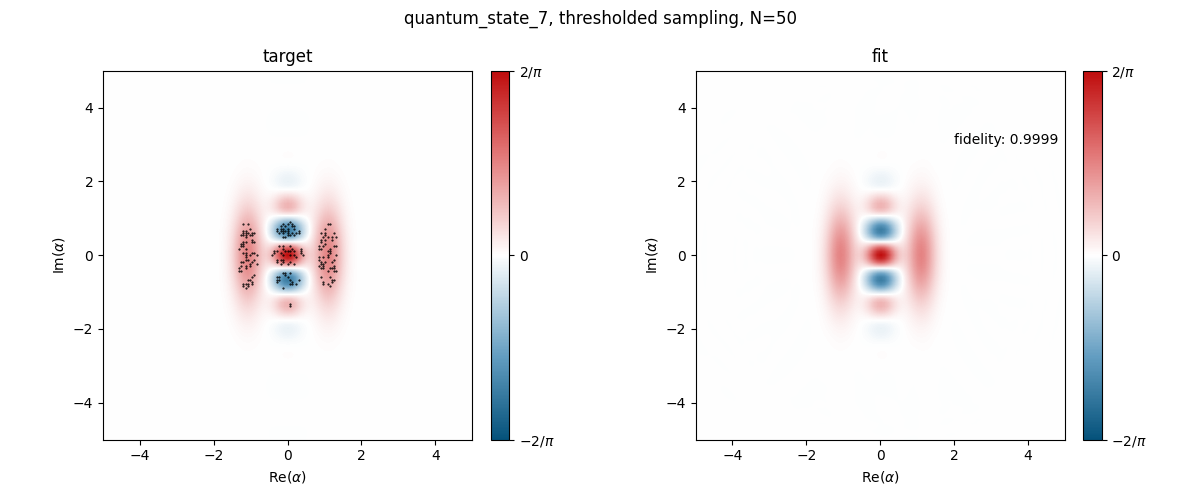 quantum_state_7, thresholded sampling, N=50
target
4
2
0
−2
−4
Im(α)
−4 −2 0 2 4
Re(α)
2/π
0
−2/π
fit
fidelity: 0.9999
4
2
0
−2
−4
Im(α)
−4 −2 0 2 4
Re(α)
2/π
0
−2/π